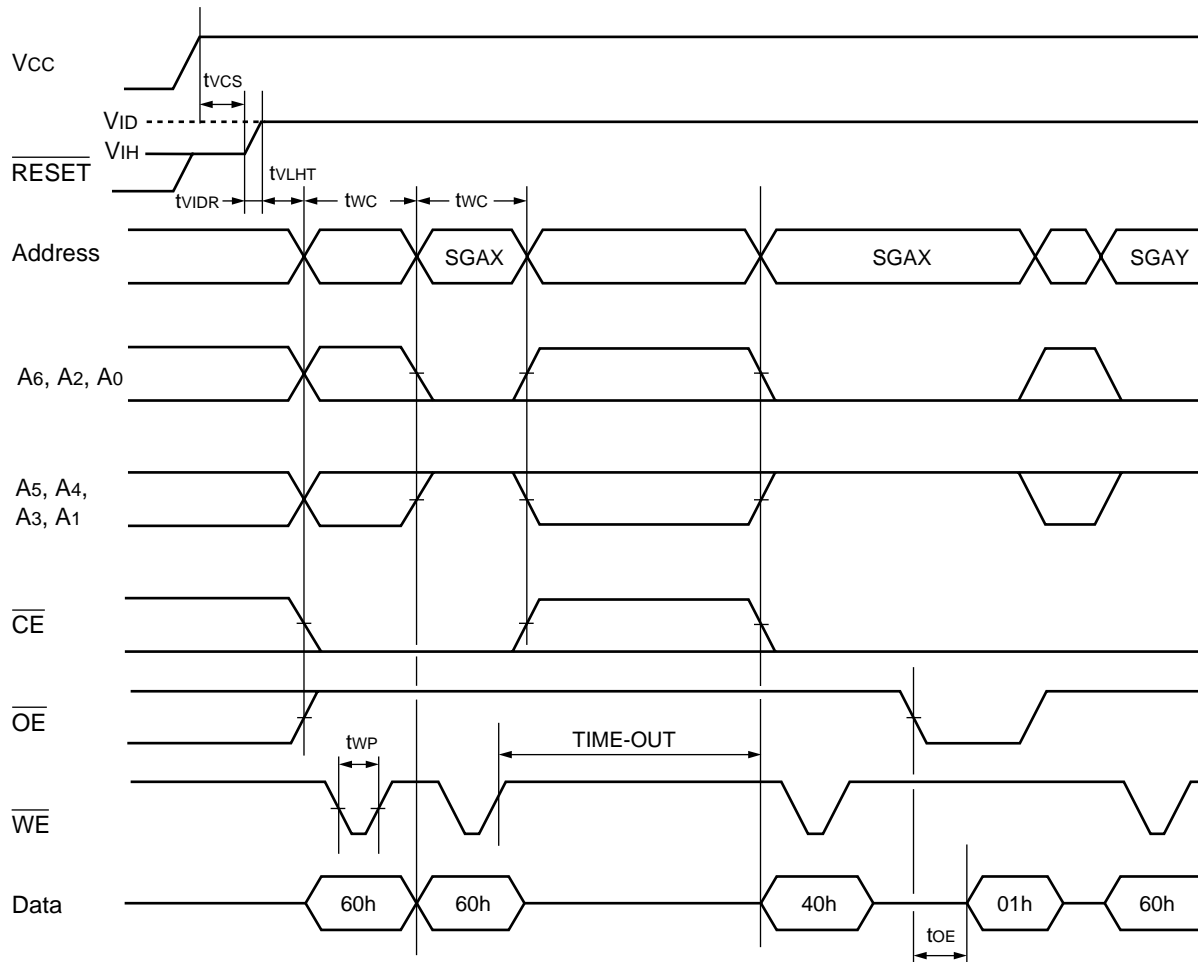 VCC
tVCS
VID
VIH
RESET
tVLHT
tVIDR
tWC
tWC
Address
SGAX
SGAX
SGAY
A6, A2, A0
A5, A4,
A3, A1
CE
OE
TIME-OUT
tWP
WE
Data
60h
60h
40h
01h
60h
tOE